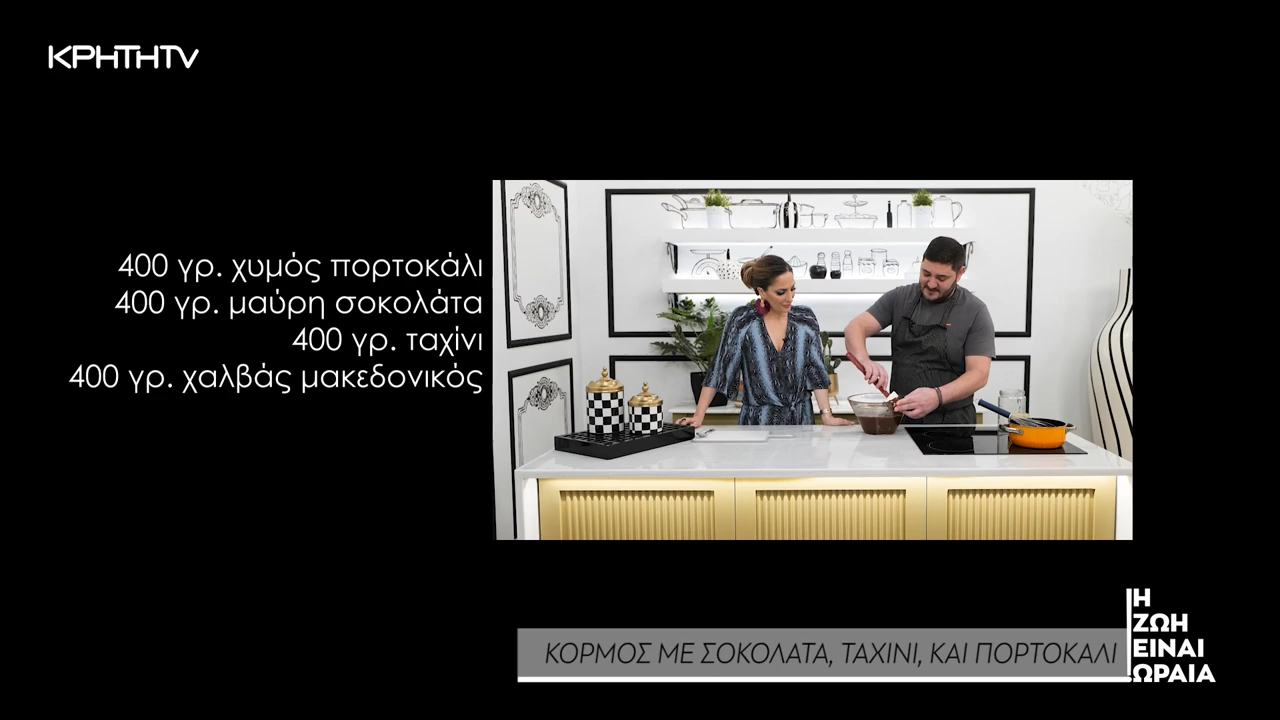 ΚΡΗΤΗTV
400 γρ. χυμός πορτοκάλι
400 γρ. μαύρη σοκολάτα
400 γρ. ταχίνι
400 γρ. χαλβάς μακεδονικός
ΚΟΡΜΟΣ ΜΕ ΣΟΚΟΛΑΤΑ, ΤΑΧΙΝΙ, ΚΑΙ ΠΟΡΤΟΚΑΛΙ
Η
ΖΩΗ
ΕΙΝΑΙ
ΩΡΑΙΑ